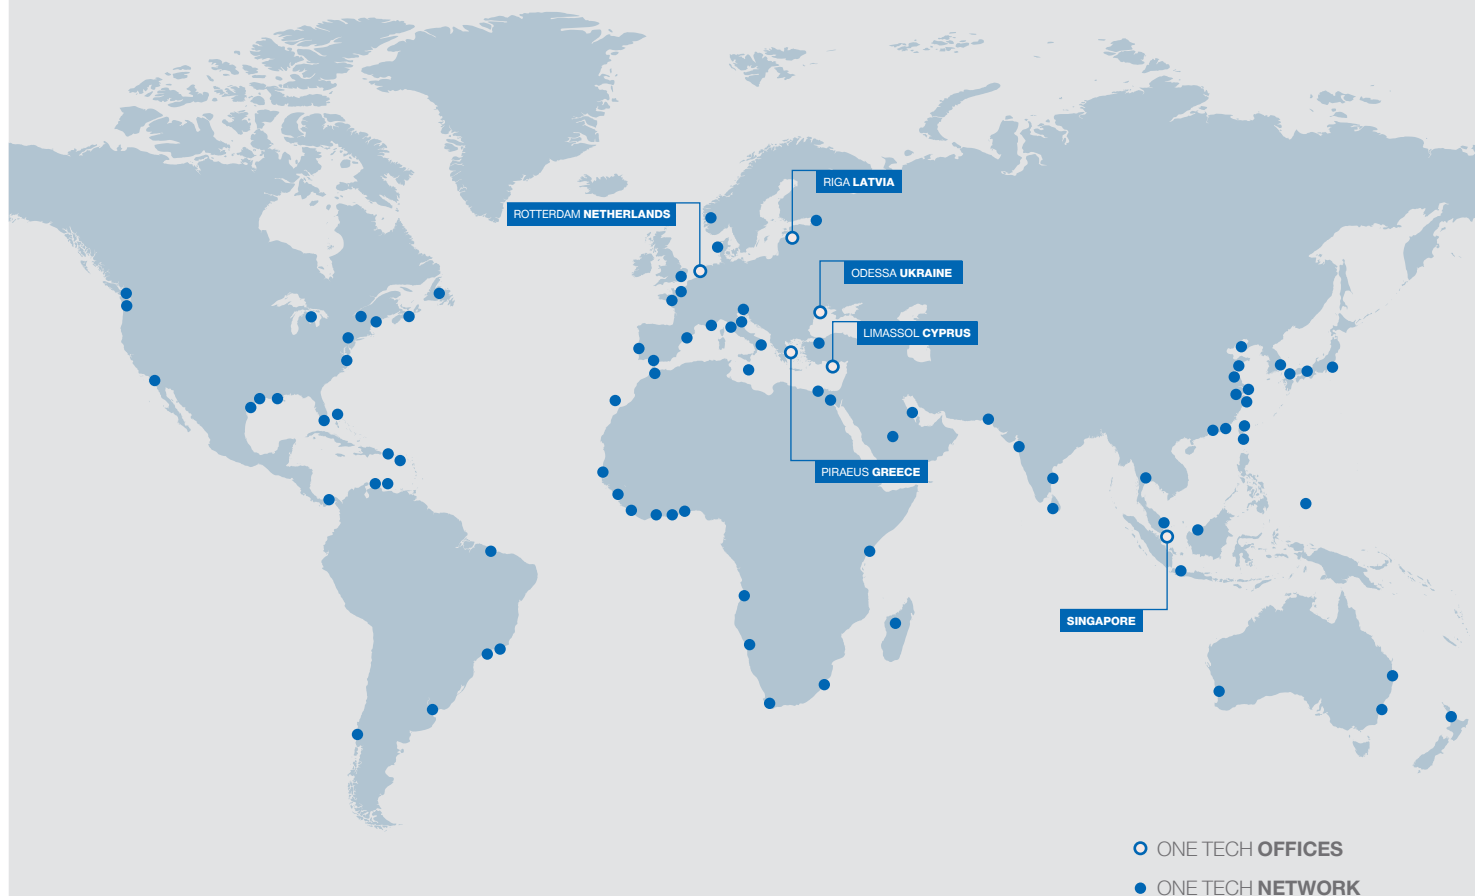 RIGA LATVIA
ROTTERDAM NETHERLANDS
ODESSA UKRAINE
LIMASSOL CYPRUS
PIRAEUS GREECE
SINGAPORE
ONE TECH OFFICES
ONE TECH NETWORK